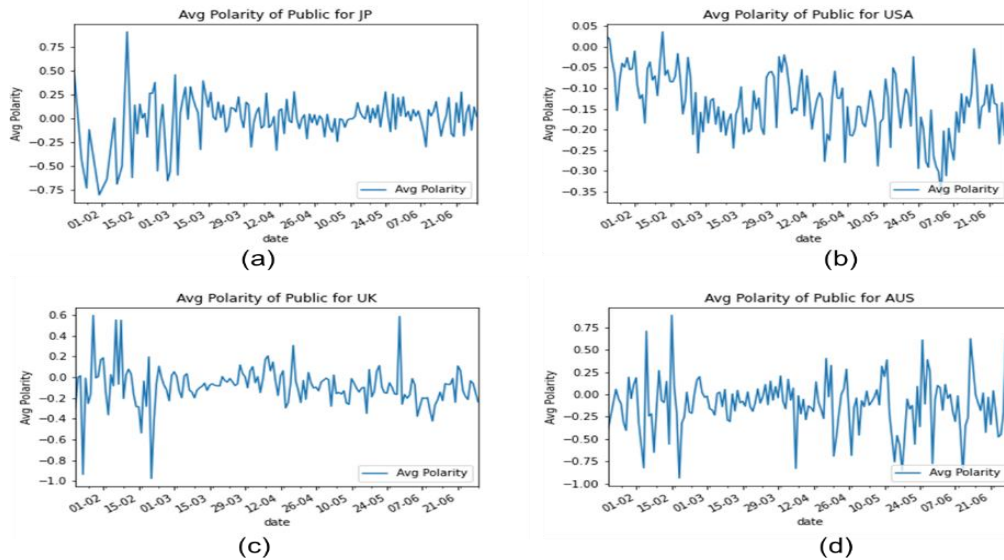 Avg Polarity of Public for JP
Avg Polarity
0.75
0.50
0.25
0.00
−0.25
−0.50
−0.75
Avg Polarity
01-02 15-02 01-03 15-03 29-03 12-04 26-04 10-05 24-05 07-06 21-06
date
(a)
Avg Polarity of Public for USA
Avg Polarity
0.05
0.00
−0.05
−0.10
−0.15
−0.20
−0.25
−0.30
−0.35
Avg Polarity
01-02 15-02 01-03 15-03 29-03 12-04 26-04 10-05 24-05 07-06 21-06
date
(b)
Avg Polarity of Public for UK
Avg Polarity
0.6
0.4
0.2
0.0
−0.2
−0.4
−0.6
−0.8
−1.0
Avg Polarity
01-02 15-02 01-03 15-03 29-03 12-04 26-04 10-05 24-05 07-06 21-06
date
(c)
Avg Polarity of Public for AUS
Avg Polarity
0.75
0.50
0.25
0.00
−0.25
−0.50
−0.75
−1.00
Avg Polarity
01-02 15-02 01-03 15-03 29-03 12-04 26-04 10-05 24-05 07-06 21-06
date
(d)